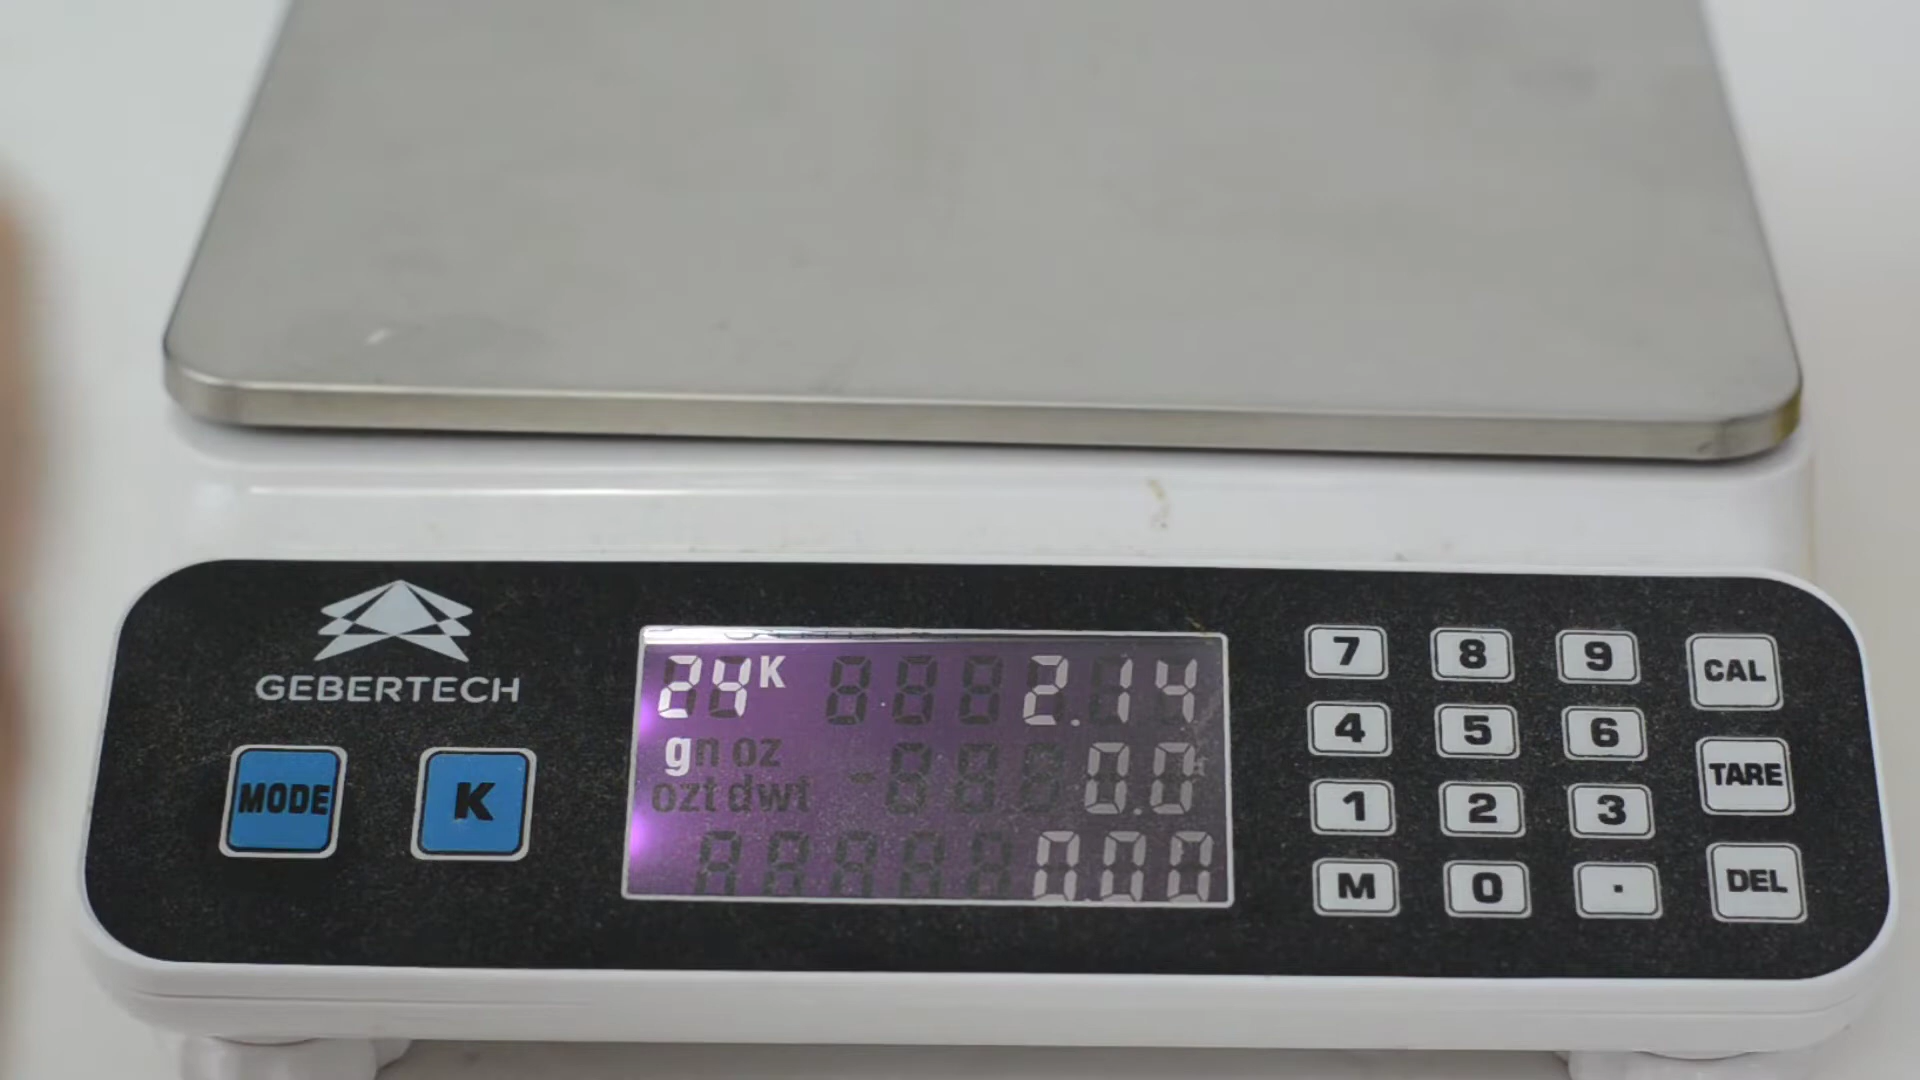 GEBERTECH
MODE
K
24K 2.14
gn oz 0.0
ozt dwt
0.00
7 8 9 CAL
4 5 6 TARE
1 2 3
M 0 . DEL